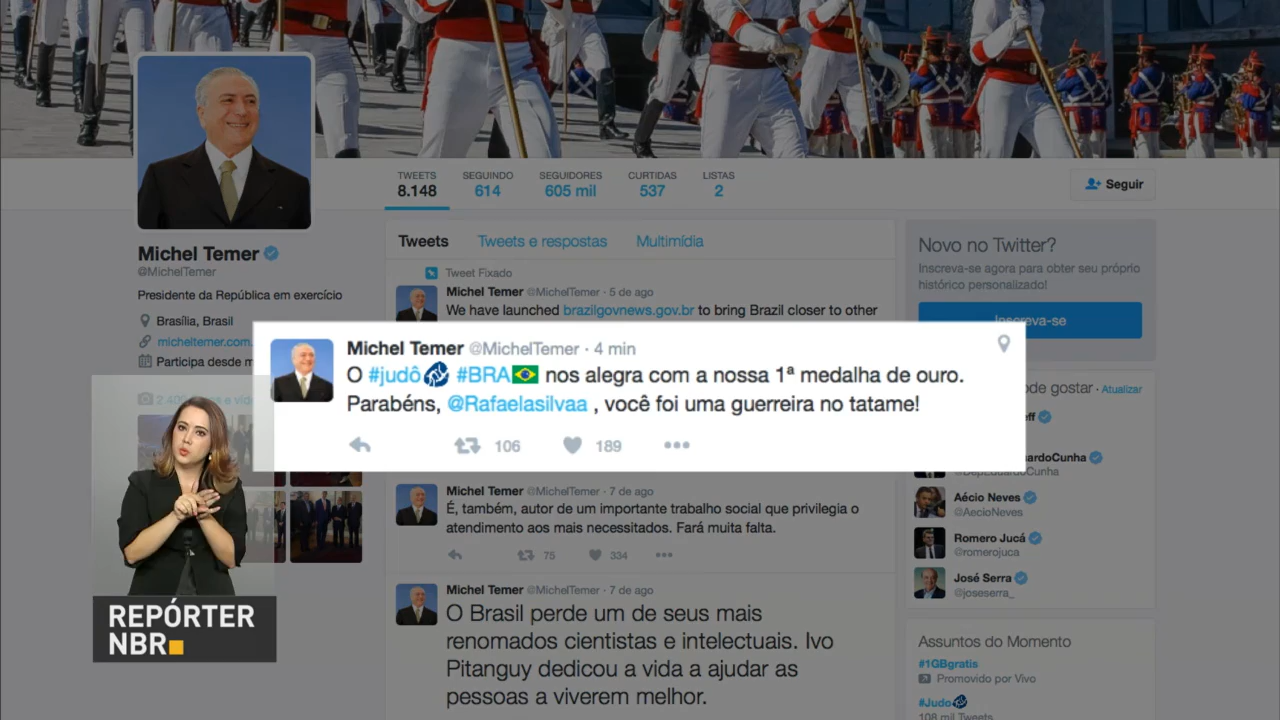 TWEETS
8.148
SEGUINDO
614
SEGUIDORES
605 mil
CURTIDAS
537
LISTAS
2
Seguir
Michel Temer
@MichelTemer
Presidente da República em exercício
Brasília, Brasil
micheltemer.com.
Participa desde m
Tweets Tweets e respostas Multimídia
Tweet Fixado
Michel Temer @MichelTemer · 5 de ago
We have launched brazilgovnews.gov.br to bring Brazil closer to other
Novo no Twitter?
Inscreva-se agora para obter seu próprio
histórico personalizado!
Inscreva-se
Michel Temer @MichelTemer · 4 min
O #judô #BRA nos alegra com a nossa 1ª medalha de ouro.
Parabéns, @Rafaelasilvaa , você foi uma guerreira no tatame!
106 189
Michel Temer @MichelTemer · 7 de ago
É, também, autor de um importante trabalho social que privilegia o
atendimento aos mais necessitados. Fará muita falta.
75 334
Michel Temer @MichelTemer · 7 de ago
O Brasil perde um de seus mais
renomados cientistas e intelectuais. Ivo
Pitanguy dedicou a vida a ajudar as
pessoas a viverem melhor.
ode gostar · Atualizar
eff
uardoCunha
@DepEduardoCunha
Aécio Neves
@AecioNeves
Romero Jucá
@romerojuca
José Serra
@joseserra_
Assuntos do Momento
#1GBgratis
Promovido por Vivo
#Judo
108 mil Tweets
REPÓRTER
NBR